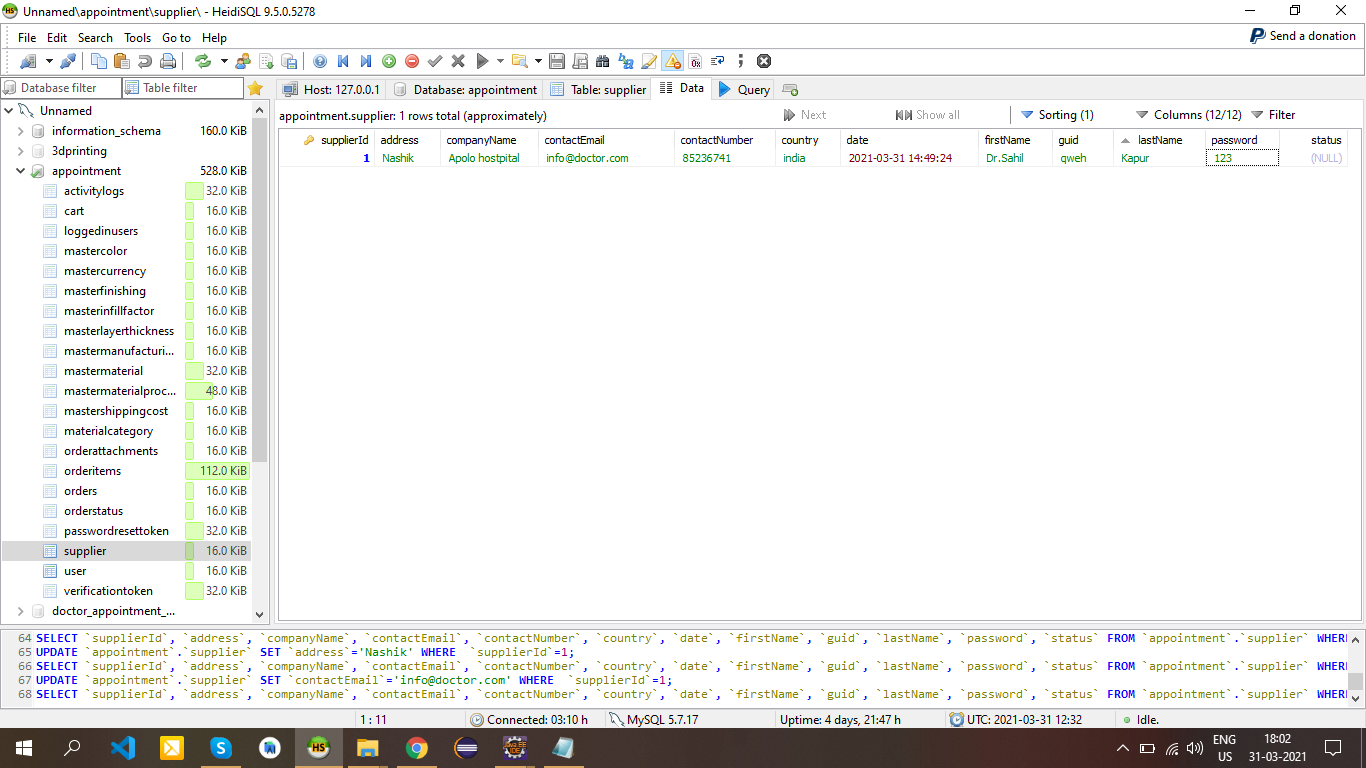 Unnamed\appointment\supplier\ - HeidiSQL 9.5.0.5278
File Edit Search Tools Go to Help
Send a donation
Database filter Table filter Host: 127.0.0.1 Database: appointment Table: supplier Data Query
Unnamed
information_schema 160.0 KiB
3dprinting
appointment 528.0 KiB
activitylogs 32.0 KiB
cart 16.0 KiB
loggedinusers 16.0 KiB
mastercolor 16.0 KiB
mastercurrency 16.0 KiB
masterfinishing 16.0 KiB
masterinfillfactor 16.0 KiB
masterlayerthickness 16.0 KiB
mastermanufacturi... 16.0 KiB
mastermaterial 32.0 KiB
mastermaterialproc... 48.0 KiB
mastershippingcost 16.0 KiB
materialcategory 16.0 KiB
orderattachments 16.0 KiB
orderitems 112.0 KiB
orders 16.0 KiB
orderstatus 16.0 KiB
passwordresettoken 32.0 KiB
supplier 16.0 KiB
user 16.0 KiB
verificationtoken 32.0 KiB
doctor_appointment_...
appointment.supplier: 1 rows total (approximately) Next Show all Sorting (1) Columns (12/12) Filter
supplierId address companyName contactEmail contactNumber country date firstName guid lastName password status
1 Nashik Apolo hostpital info@doctor.com 85236741 india 2021-03-31 14:49:24 Dr.Sahil qweh Kapur 123 (NULL)
64 SELECT `supplierId`, `address`, `companyName`, `contactEmail`, `contactNumber`, `country`, `date`, `firstName`, `guid`, `lastName`, `password`, `status` FROM `appointment`.`supplier` WHERE
65 UPDATE `appointment`.`supplier` SET `address`='Nashik' WHERE `supplierId`=1;
66 SELECT `supplierId`, `address`, `companyName`, `contactEmail`, `contactNumber`, `country`, `date`, `firstName`, `guid`, `lastName`, `password`, `status` FROM `appointment`.`supplier` WHERE
67 UPDATE `appointment`.`supplier` SET `contactEmail`='info@doctor.com' WHERE `supplierId`=1;
68 SELECT `supplierId`, `address`, `companyName`, `contactEmail`, `contactNumber`, `country`, `date`, `firstName`, `guid`, `lastName`, `password`, `status` FROM `appointment`.`supplier` WHERE
1 : 11 Connected: 03:10 h MySQL 5.7.17 Uptime: 4 days, 21:47 h UTC: 2021-03-31 12:32 Idle.
ENG 18:02
US 31-03-2021